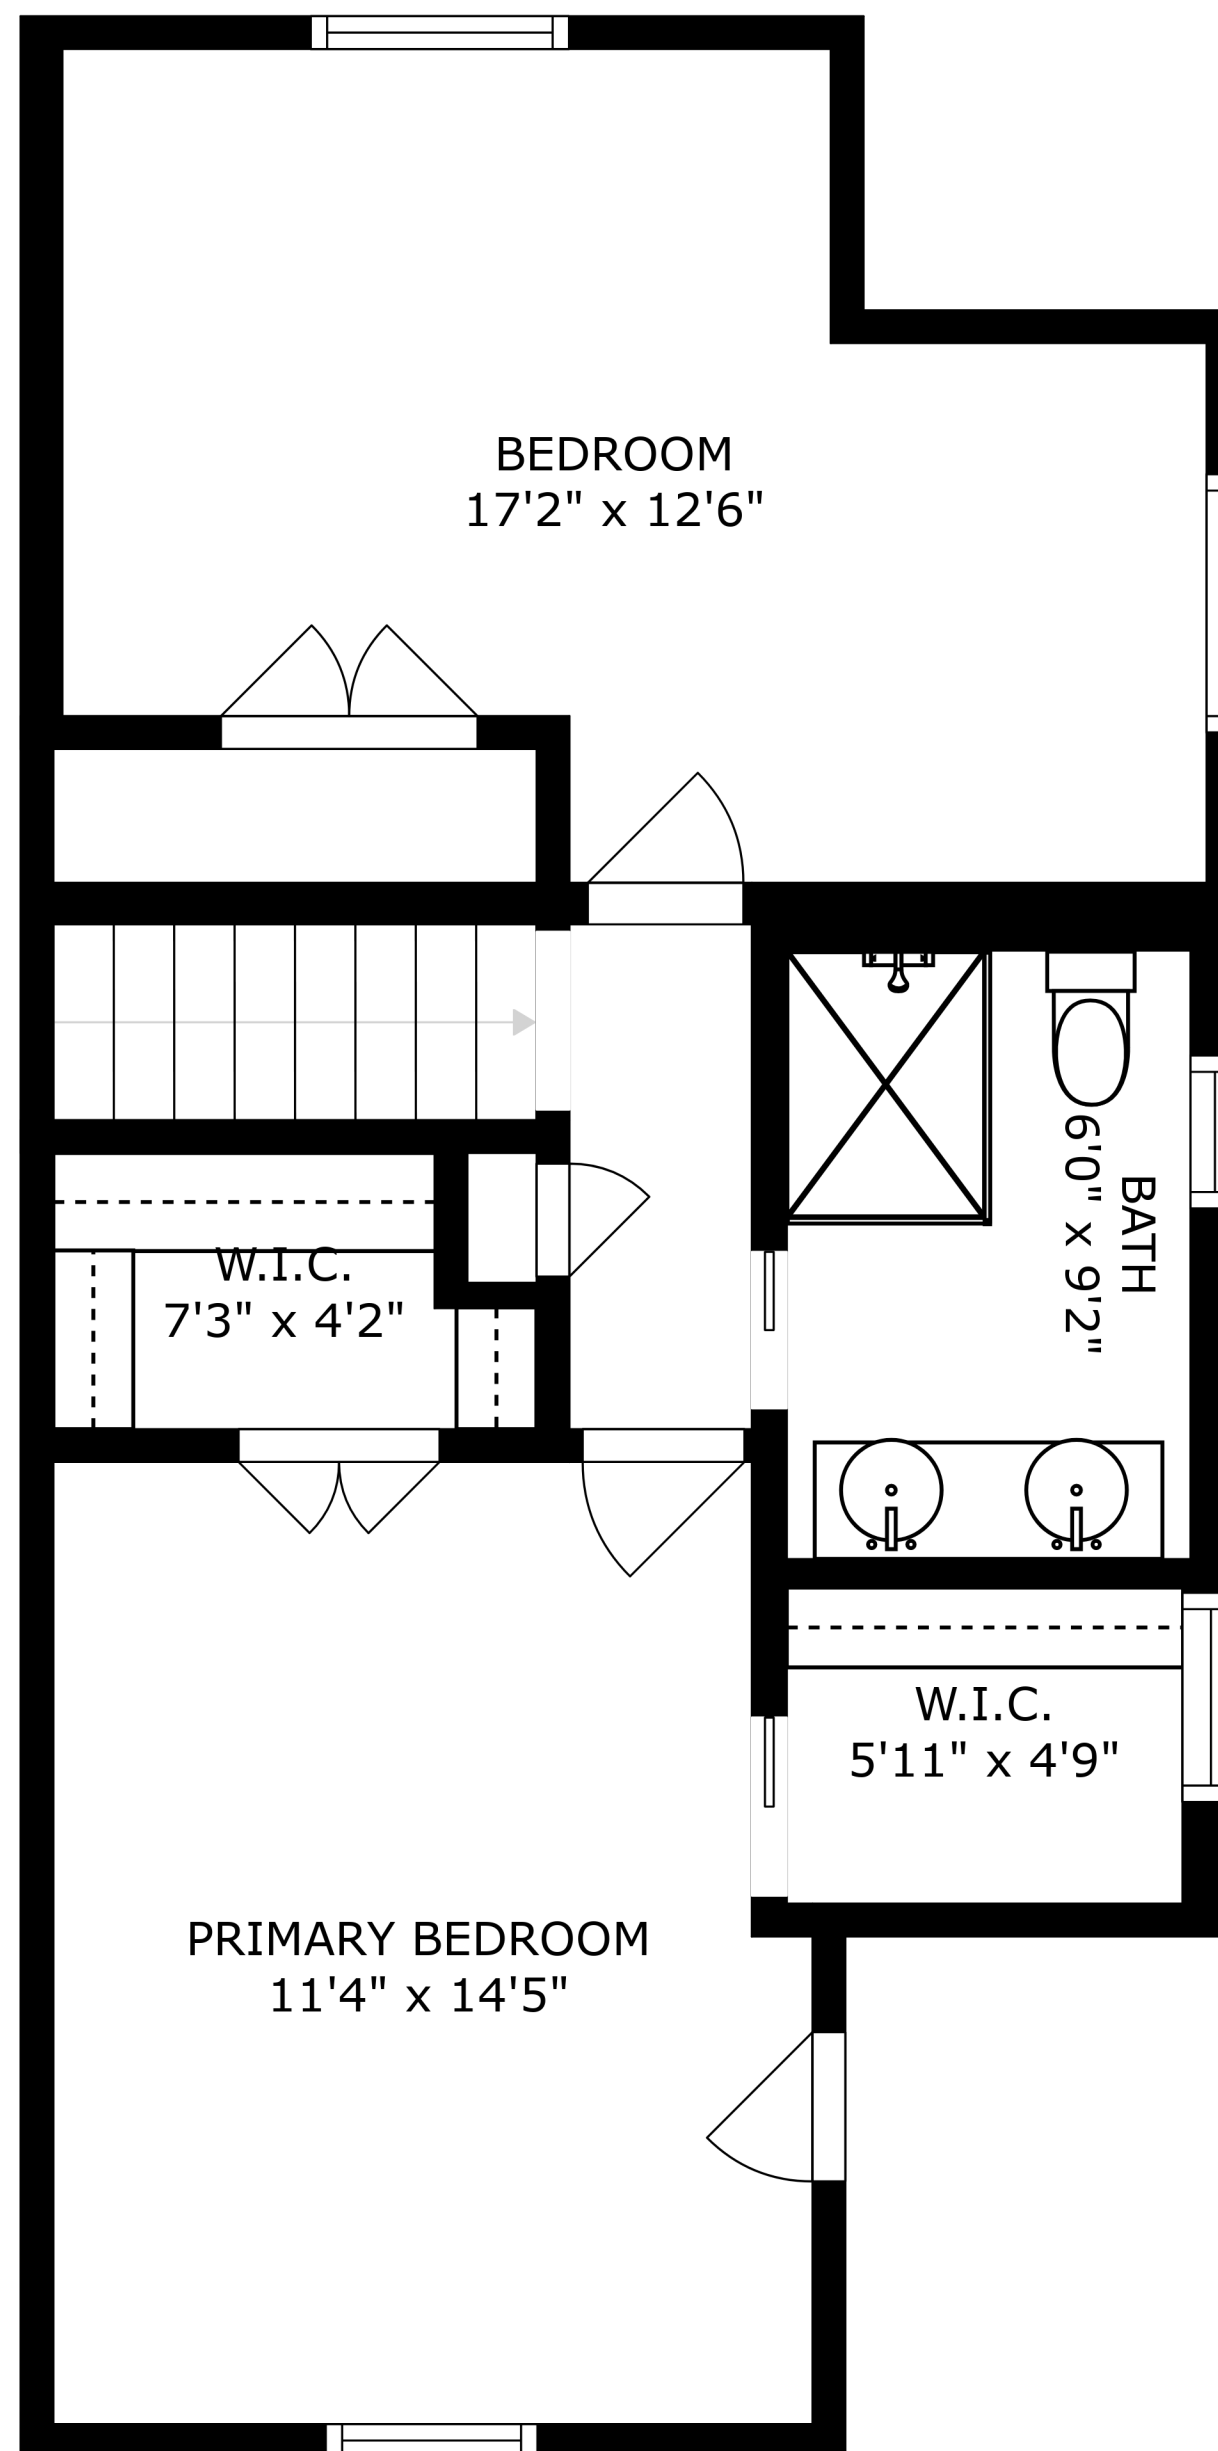 BEDROOM
17'2" x 12'6"
BATH
6'0" x 9'2"
W.I.C.
7'3" x 4'2"
W.I.C.
5'11" x 4'9"
PRIMARY BEDROOM
11'4" x 14'5"